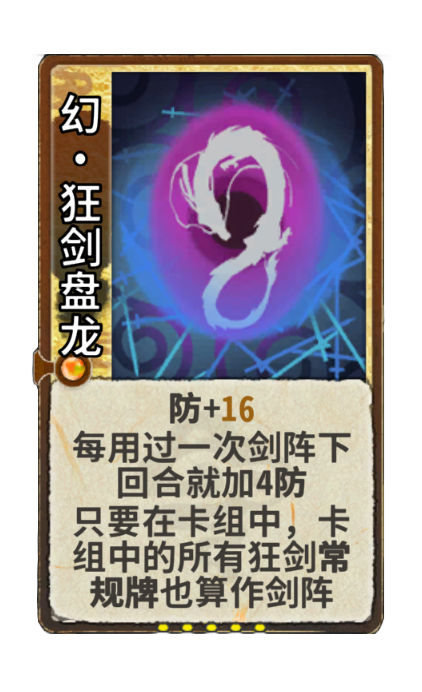 幻·狂剑盘龙
防+16
每用过一次剑阵下
回合就加4防
只要在卡组中，卡
组中的所有狂剑常
规牌也算作剑阵